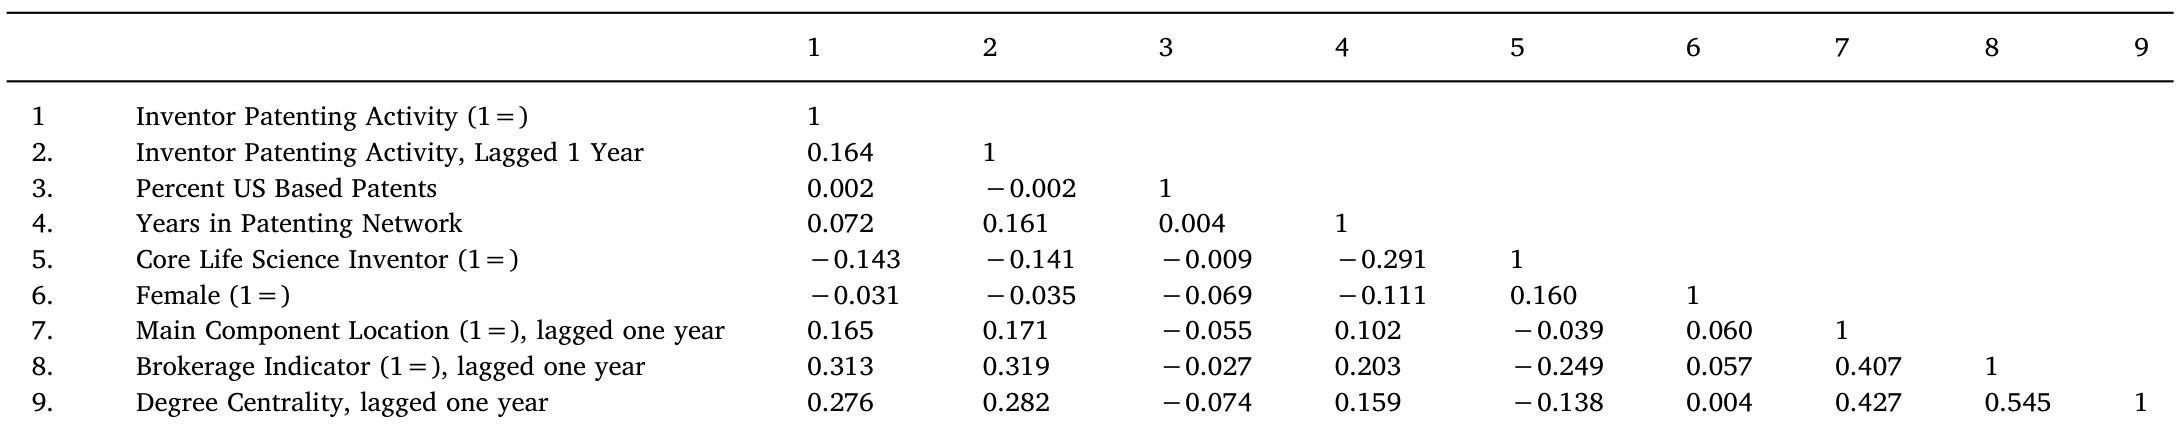 1 2 3 4 5 6 7 8 9
1 Inventor Patenting Activity (1=) 1
2. Inventor Patenting Activity, Lagged 1 Year 0.164 1
3. Percent US Based Patents 0.002 −0.002 1
4. Years in Patenting Network 0.072 0.161 0.004 1
5. Core Life Science Inventor (1=) −0.143 −0.141 −0.009 −0.291 1
6. Female (1=) −0.031 −0.035 −0.069 −0.111 0.160 1
7. Main Component Location (1=), lagged one year 0.165 0.171 −0.055 0.102 −0.039 0.060 1
8. Brokerage Indicator (1=), lagged one year 0.313 0.319 −0.027 0.203 −0.249 0.057 0.407 1
9. Degree Centrality, lagged one year 0.276 0.282 −0.074 0.159 −0.138 0.004 0.427 0.545 1